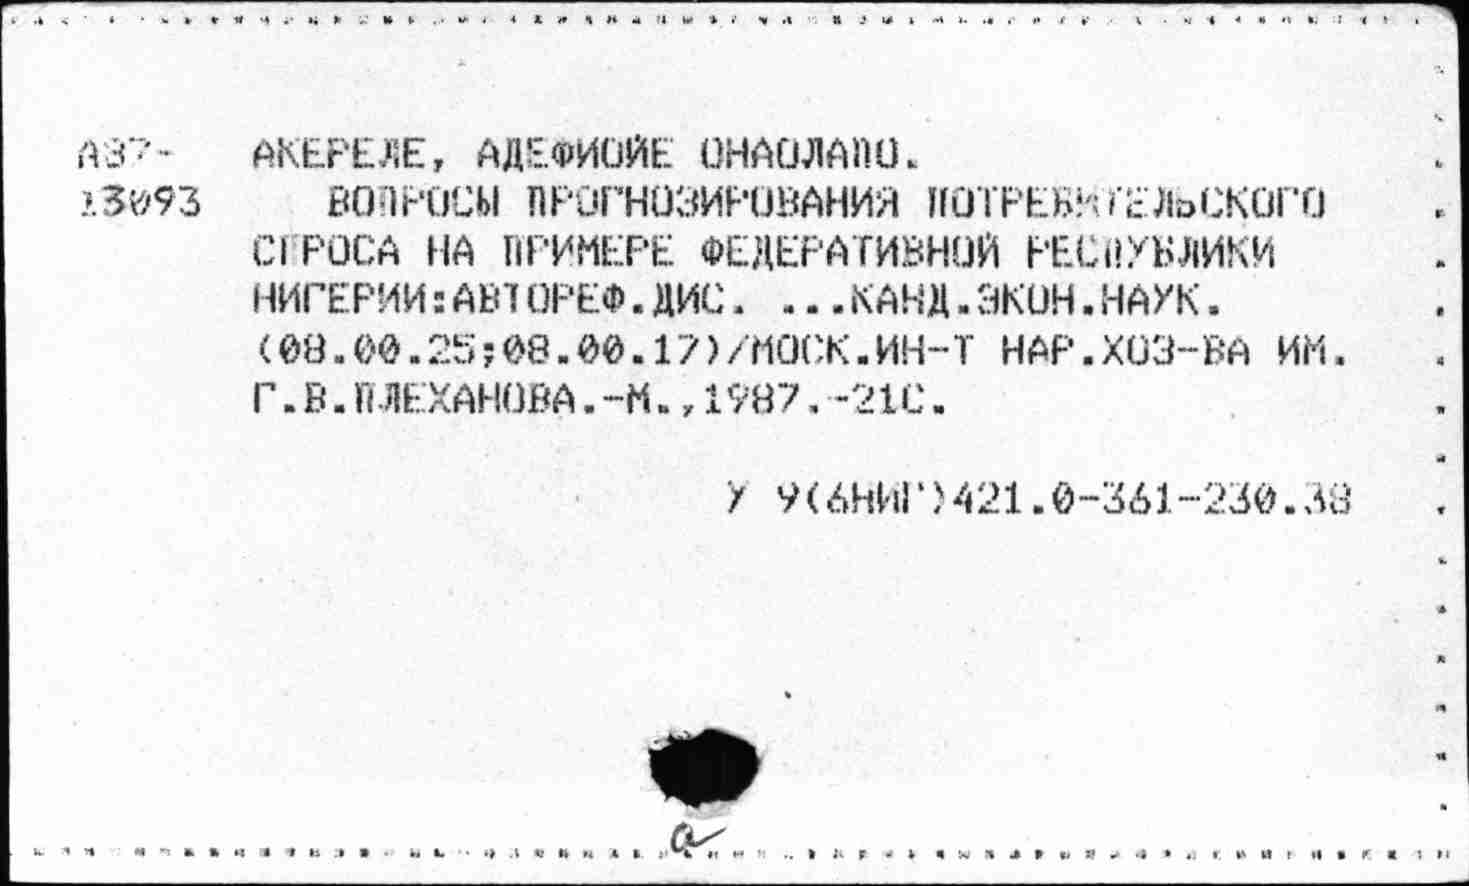 А87-    АКЕРЕЛЕ, АДЕФИОЙЕ ОНАОЛАПО.
13093    ВОПРОСЫ ПРОГНОЗИРОВАНИЯ ПОТРЕБИТЕЛЬСКОГО
СПРОСА НА ПРИМЕРЕ ФЕДЕРАТИВНОЙ РЕСПУБЛИКИ
НИГЕРИИ:АВТОРЕФ.ДИС. ...КАНД.ЭКОН.НАУК.
(08.00.25;08.00.17)/МОСК.ИН-Т НАР.ХОЗ-ВА ИМ.
Г.В.ПЛЕХАНОВА.-М.,1987.-21С.
У 9(6НИГ)421.0-361-230.38
а